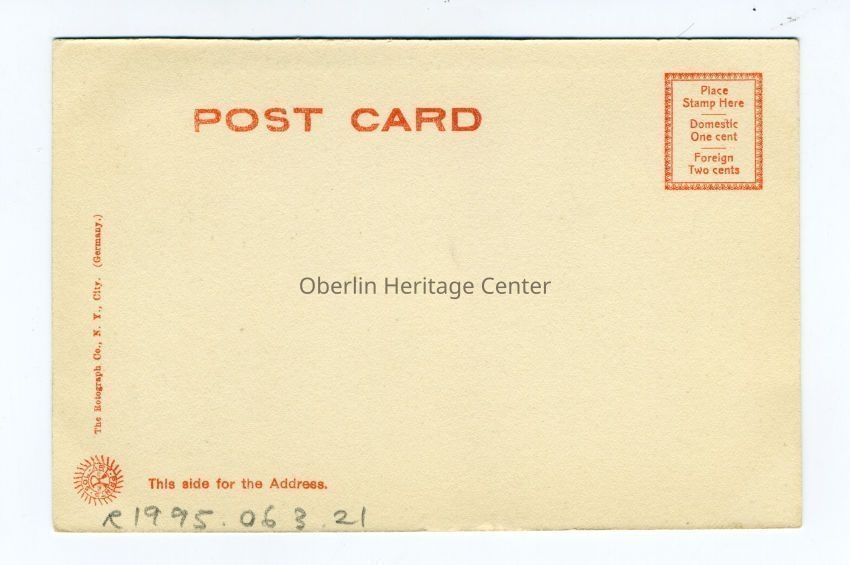 POST CARD
Place
Stamp Here
Domestic
One cent
Foreign
Two cents
The Rotograph Co., N. Y., City. (Germany.)
Oberlin Heritage Center
This side for the Address.
R1995.063.21